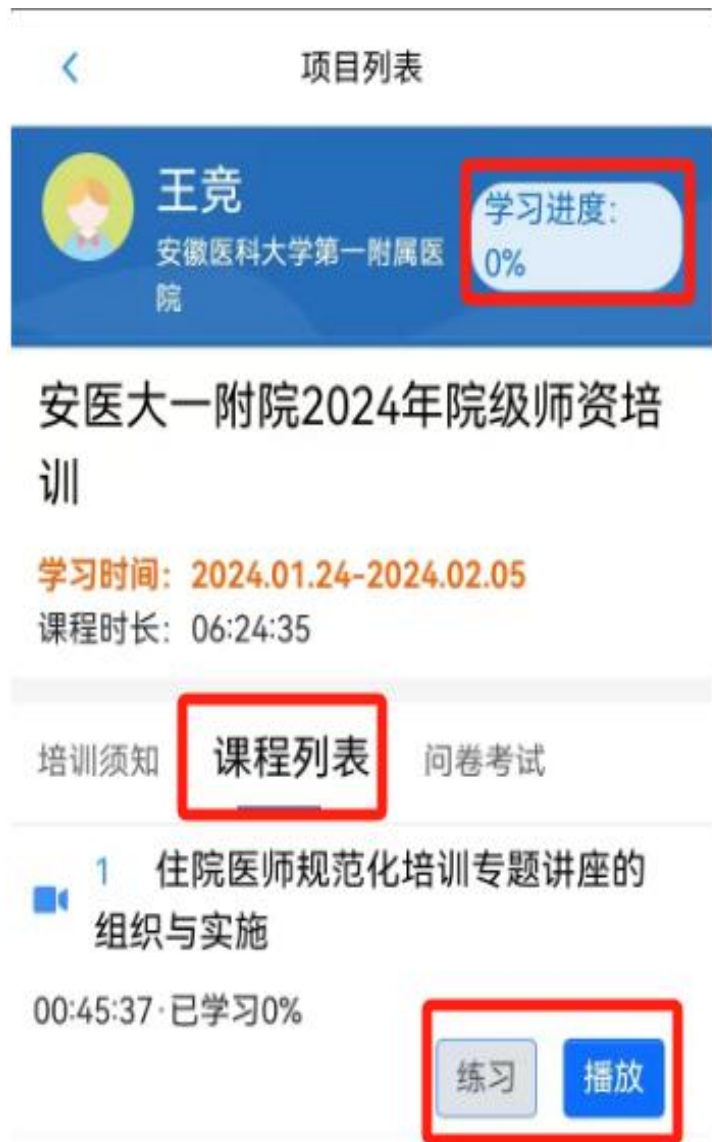 项目列表
王竞
学习进度：
安徽医科大学第一附属医
0%
院
安医大一附院2024年院级师资培
训
学习时间：2024.01.24-2024.02.05
课程时长：06:24:35
培训须知 课程列表 问卷考试
1 住院医师规范化培训专题讲座的
组织与实施
00:45:37·已学习0%
练习 播放